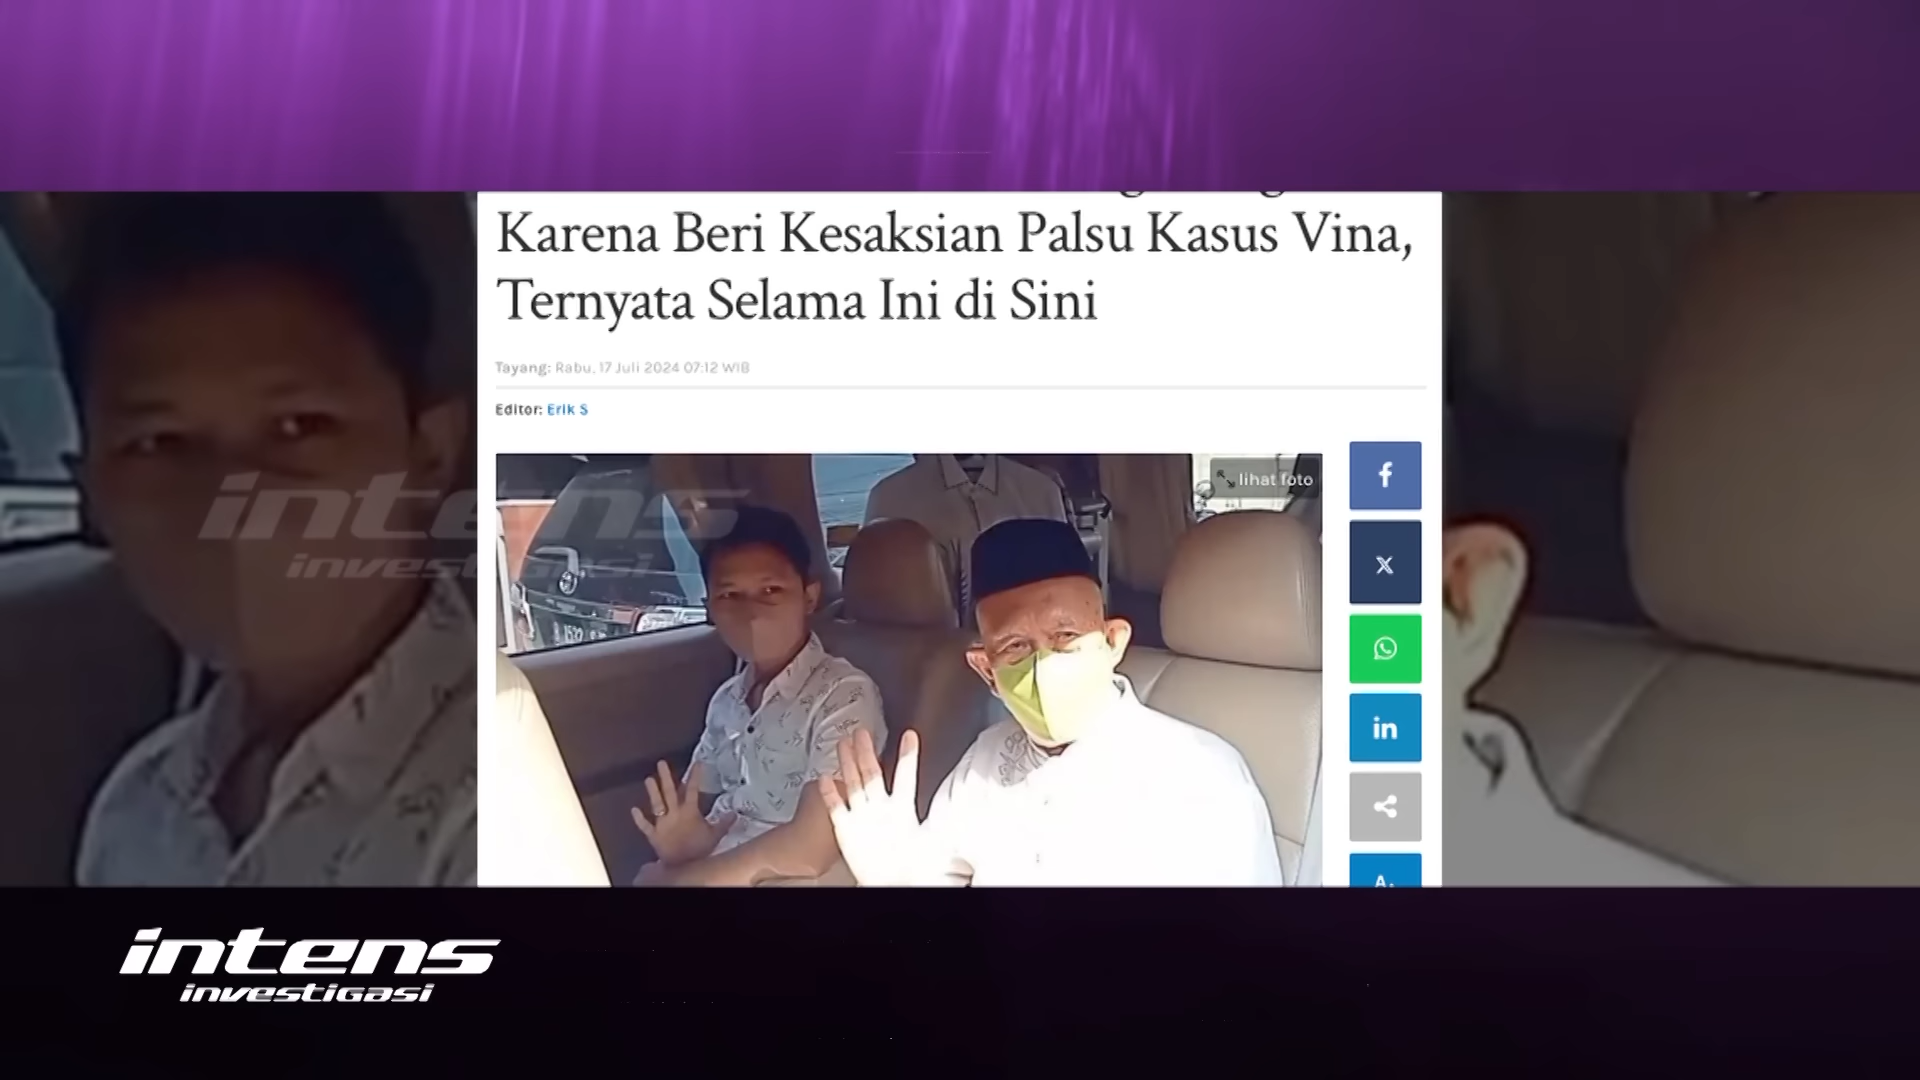 Karena Beri Kesaksian Palsu Kasus Vina,
Ternyata Selama Ini di Sini
Tayang: Rabu, 17 Juli 2024 07:12 WIB
Editor: Erik S
lihat foto
f
X
in
A
intens
investigasi
intens
investigasi